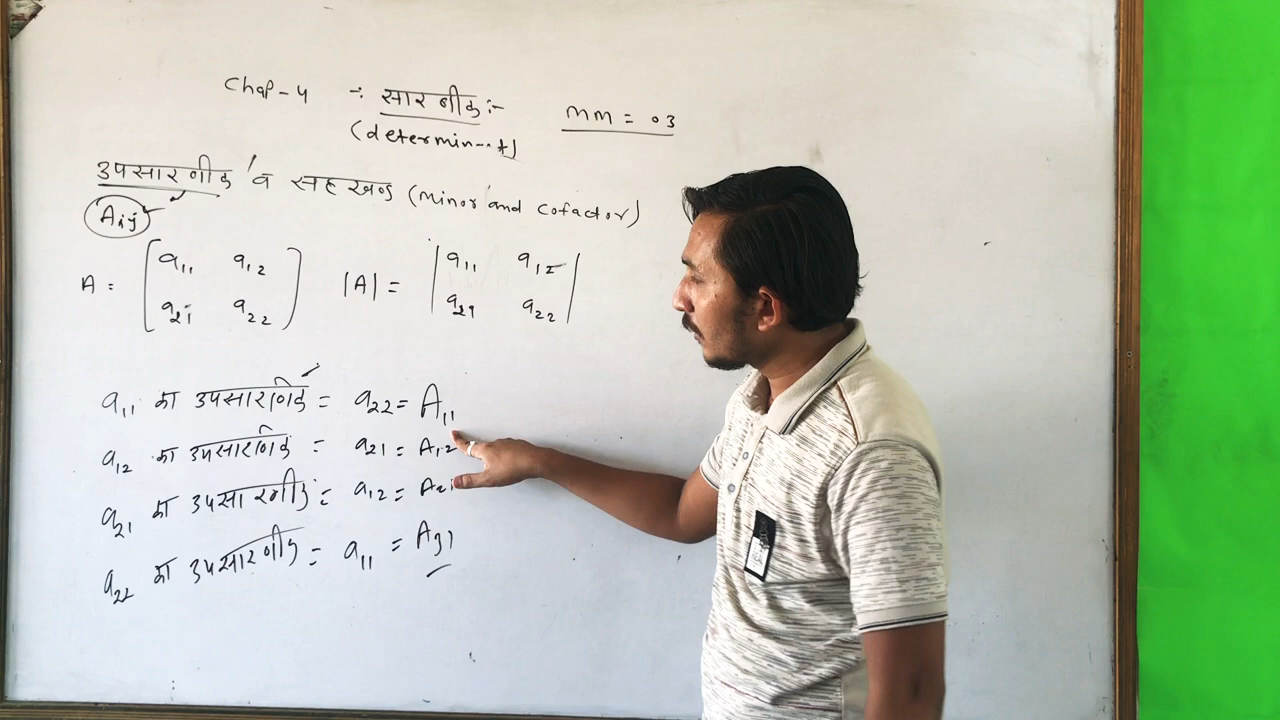 Chap-4 -: सारणीक :- MM = 03
(determin--t)
उपसारणीक व सहखण्ड (minor and cofactor)
Aij
A = [a11 a12 |A| = |a11 a12
a21 a22] a21 a22|
a11 का उपसारणिक = a22 = A11
a12 का उपसारणिक = a21 = A12
a21 का उपसारणीक = a12 = A21
a22 का उपसारणीक = a11 =